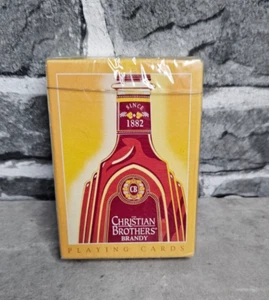 SINCE
1882
CB
THE
CHRISTIAN
BROTHERS®
BRANDY
PLAYING CARDS